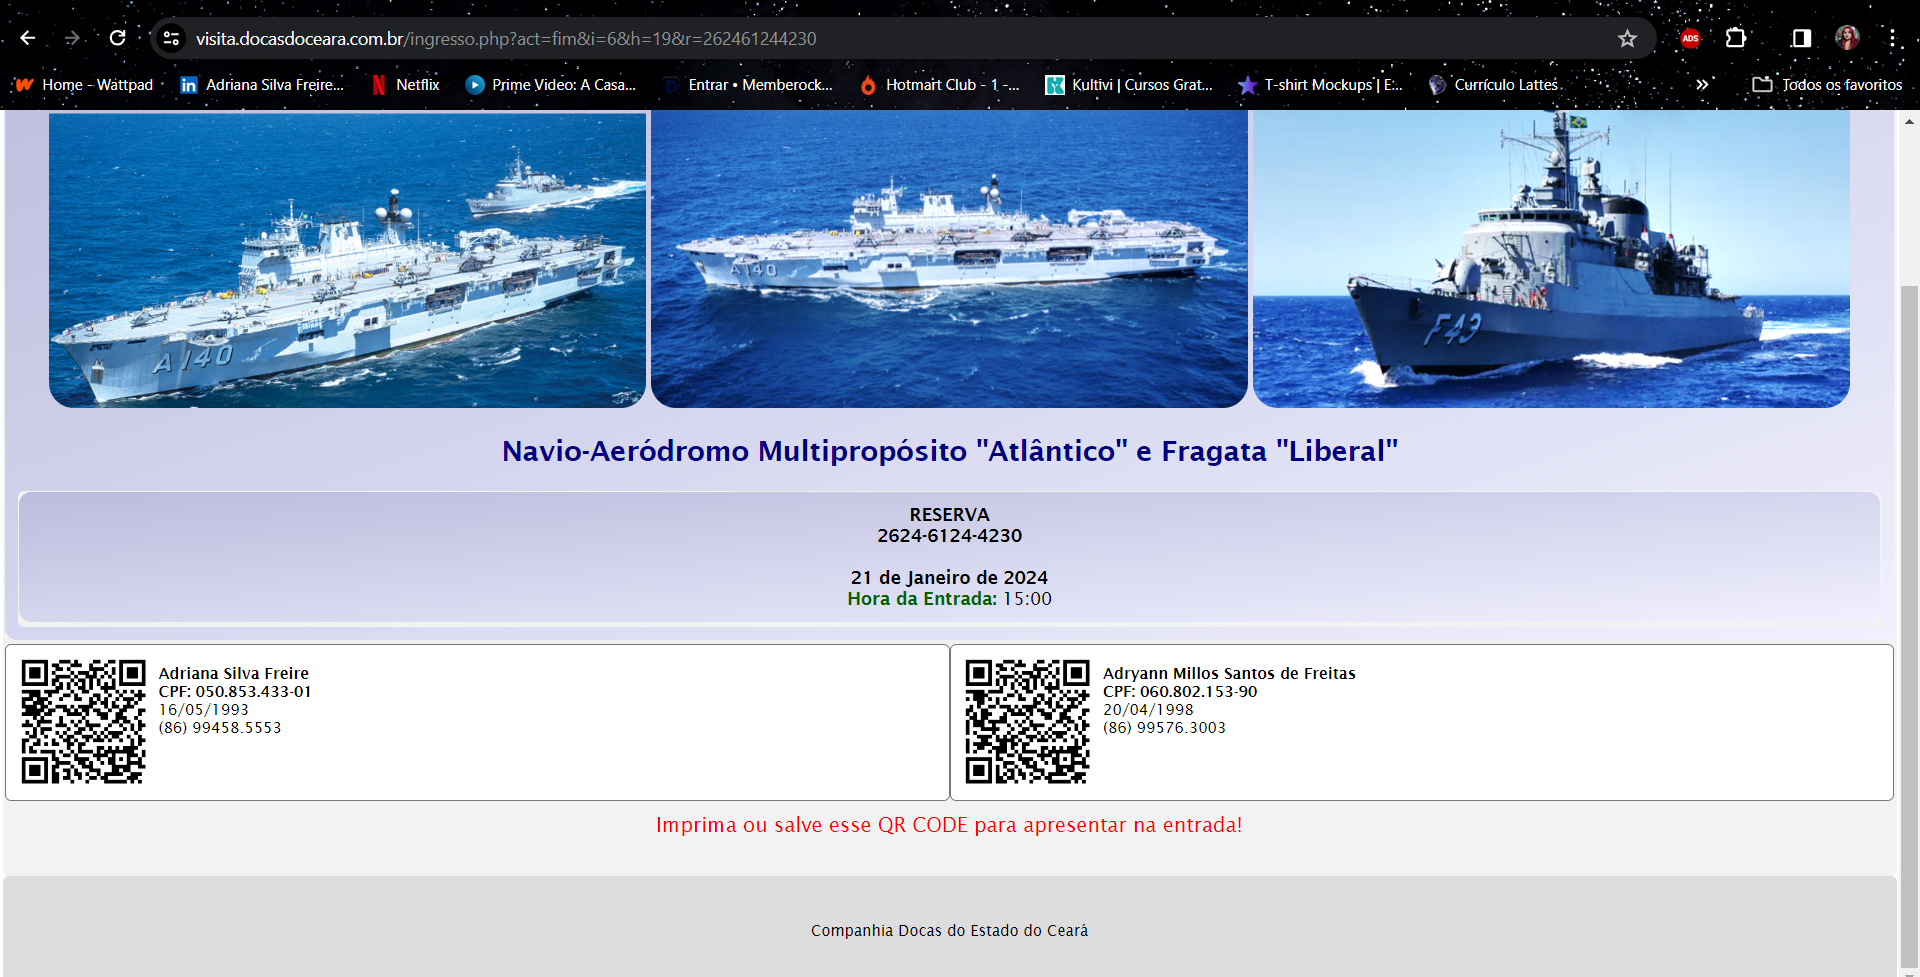 visita.docasdoceara.com.br/ingresso.php?act=fim&i=6&h=19&r=262461244230
ADS
Home - Wattpad
in Adriana Silva Freire...
N Netflix
Prime Video: A Casa...
D Entrar • Memberock...
Hotmart Club - 1 -...
Kultivi | Cursos Grat...
T-shirt Mockups | E...
Currículo Lattes
»
Todos os favoritos
A 140
A 140
F43
Navio-Aeródromo Multipropósito "Atlântico" e Fragata "Liberal"
RESERVA
2624-6124-4230
21 de Janeiro de 2024
Hora da Entrada: 15:00
Adriana Silva Freire
CPF: 050.853.433-01
16/05/1993
(86) 99458.5553
Adryann Millos Santos de Freitas
CPF: 060.802.153-90
20/04/1998
(86) 99576.3003
Imprima ou salve esse QR CODE para apresentar na entrada!
Companhia Docas do Estado do Ceará